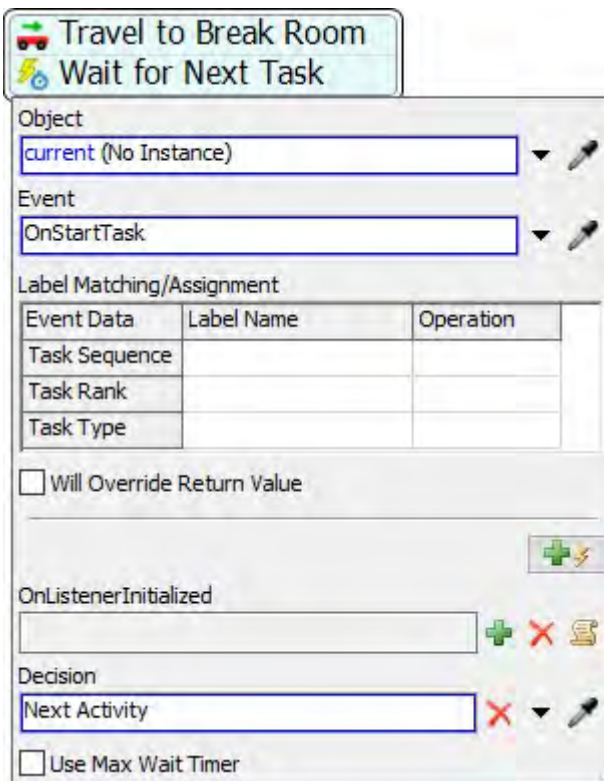 Travel to Break Room
Wait for Next Task
Object
current (No Instance)
Event
OnStartTask
Label Matching/Assignment
Event Data Label Name Operation
Task Sequence
Task Rank
Task Type
Will Override Return Value
OnListenerInitialized
Decision
Next Activity
Use Max Wait Timer